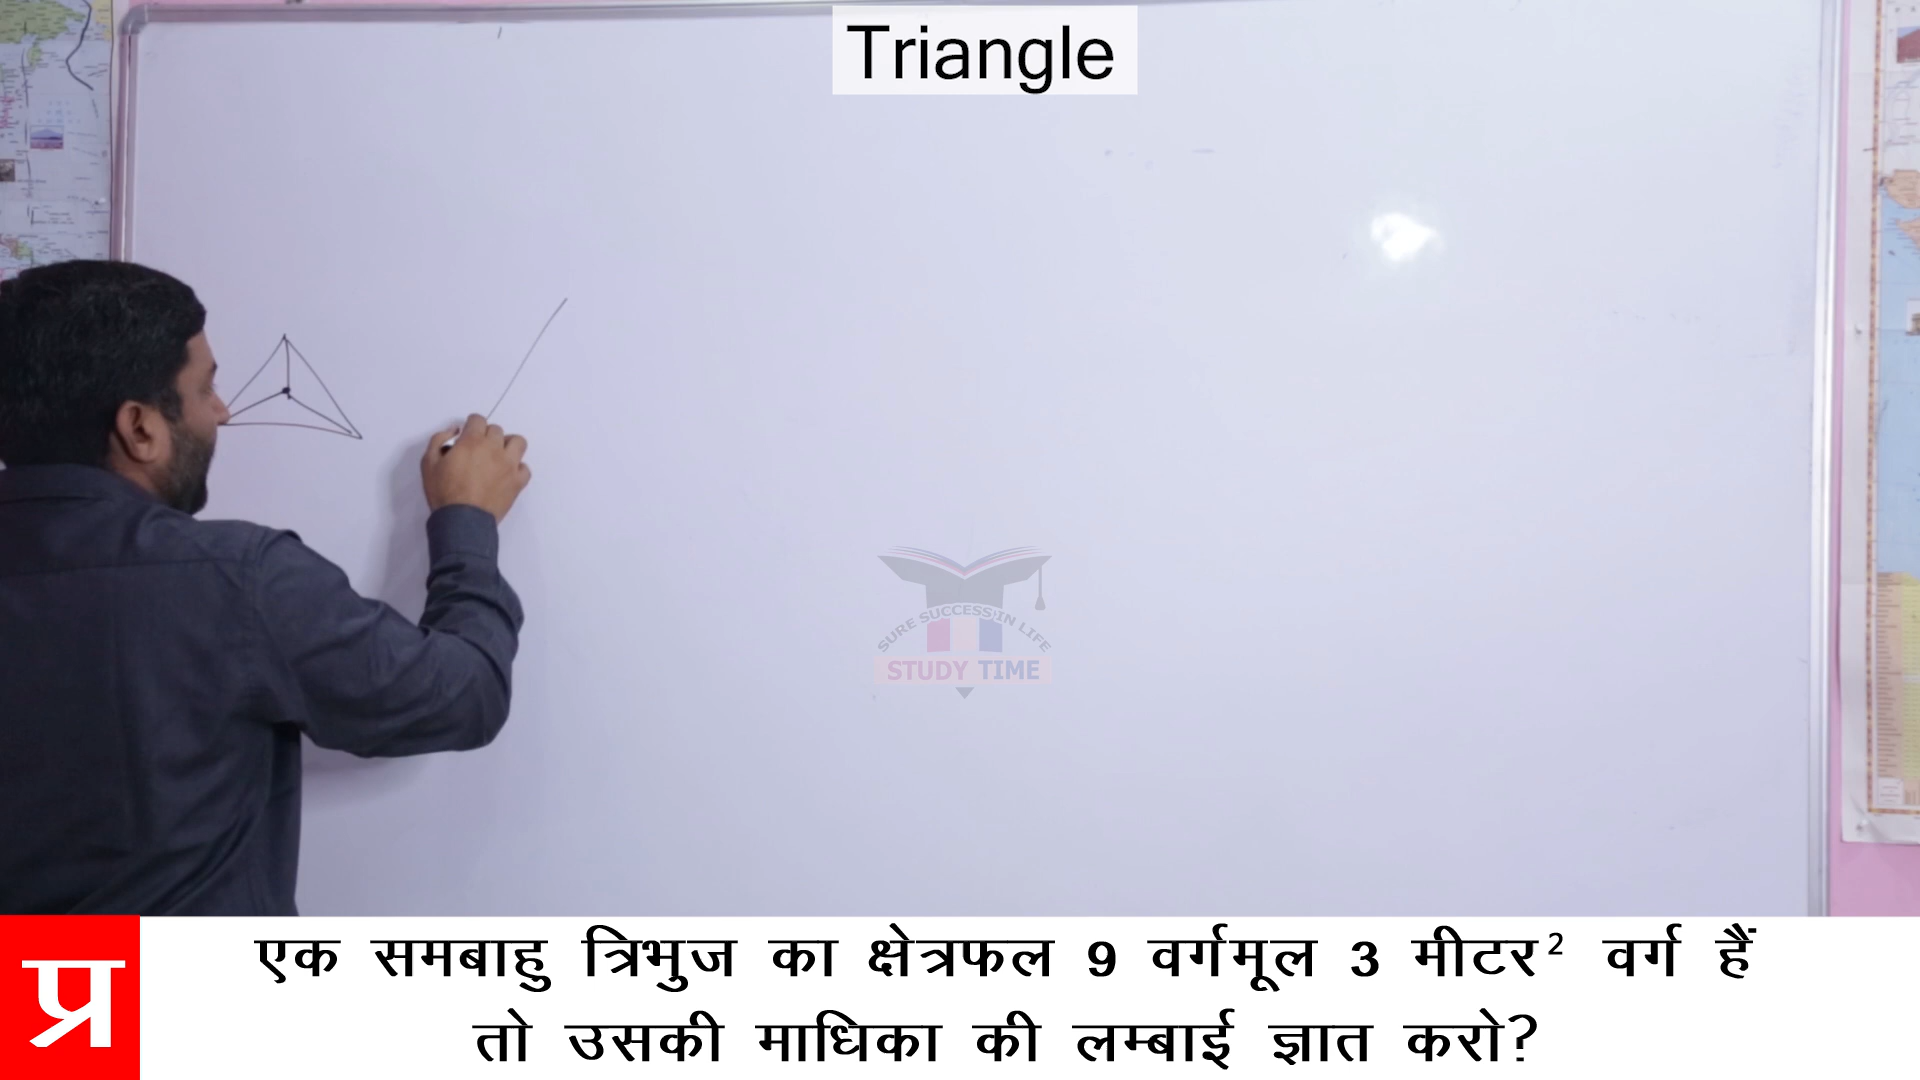 Triangle
SURE SUCCESS IN LIFE
STUDY TIME
प्र
एक समबाहु त्रिभुज का क्षेत्रफल 9 वर्गमूल 3 मीटर² वर्ग हैं
तो उसकी माधिका की लम्बाई ज्ञात करो?